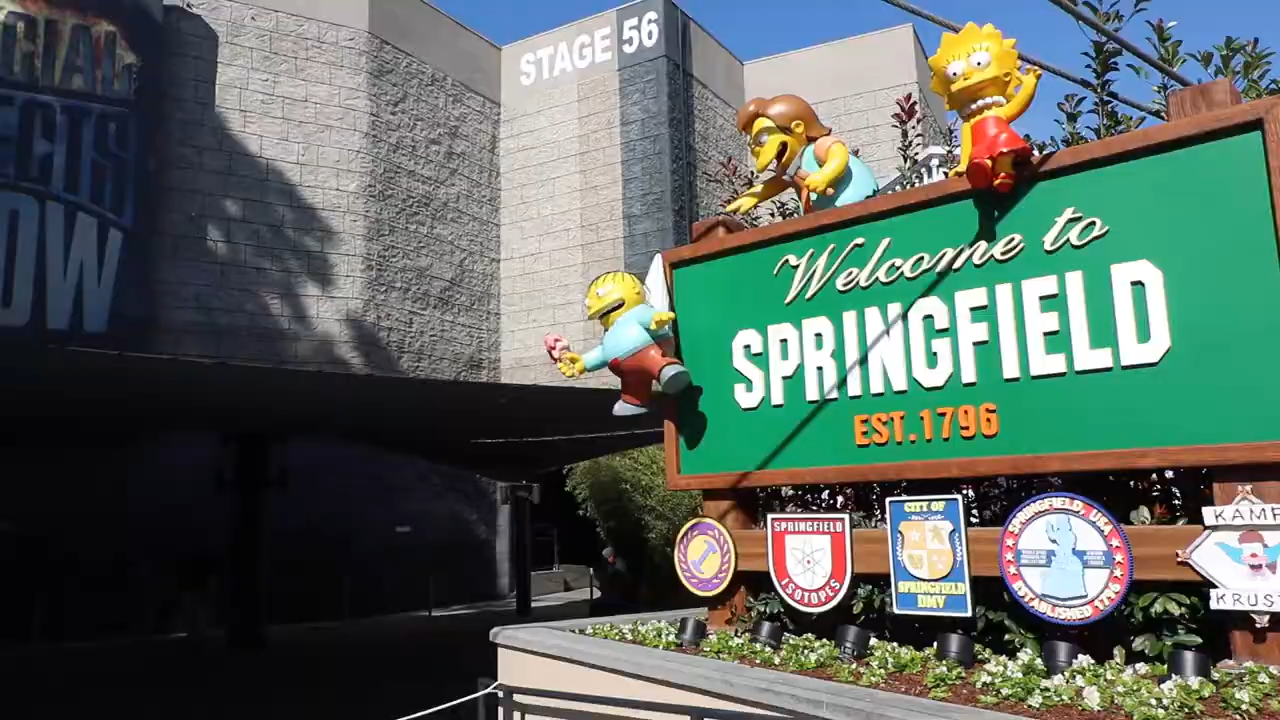 CIAL
ECTS
OW
STAGE 56
Welcome to
SPRINGFIELD
EST.1796
SPRINGFIELD
ISOTOPES
CITY OF
SPRINGFIELD
DMV
SPRINGFIELD, USA
ESTABLISHED 1796
KAMP
KRUST